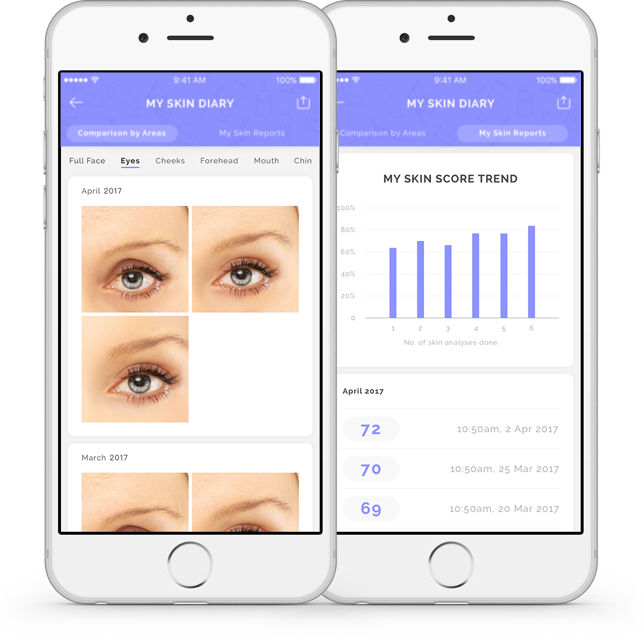 9:41 AM 100%
MY SKIN DIARY
Comparison by Areas My Skin Reports
Full Face Eyes Cheeks Forehead Mouth Chin
April 2017
March 2017
9:41 AM 100%
MY SKIN DIARY
Comparison by Areas My Skin Reports
MY SKIN SCORE TREND
100%
80%
60%
40%
20%
0
1 2 3 4 5 6
No. of skin analyses done
April 2017
72 10:50am, 2 Apr 2017
70 10:50am, 25 Mar 2017
69 10:50am, 20 Mar 2017